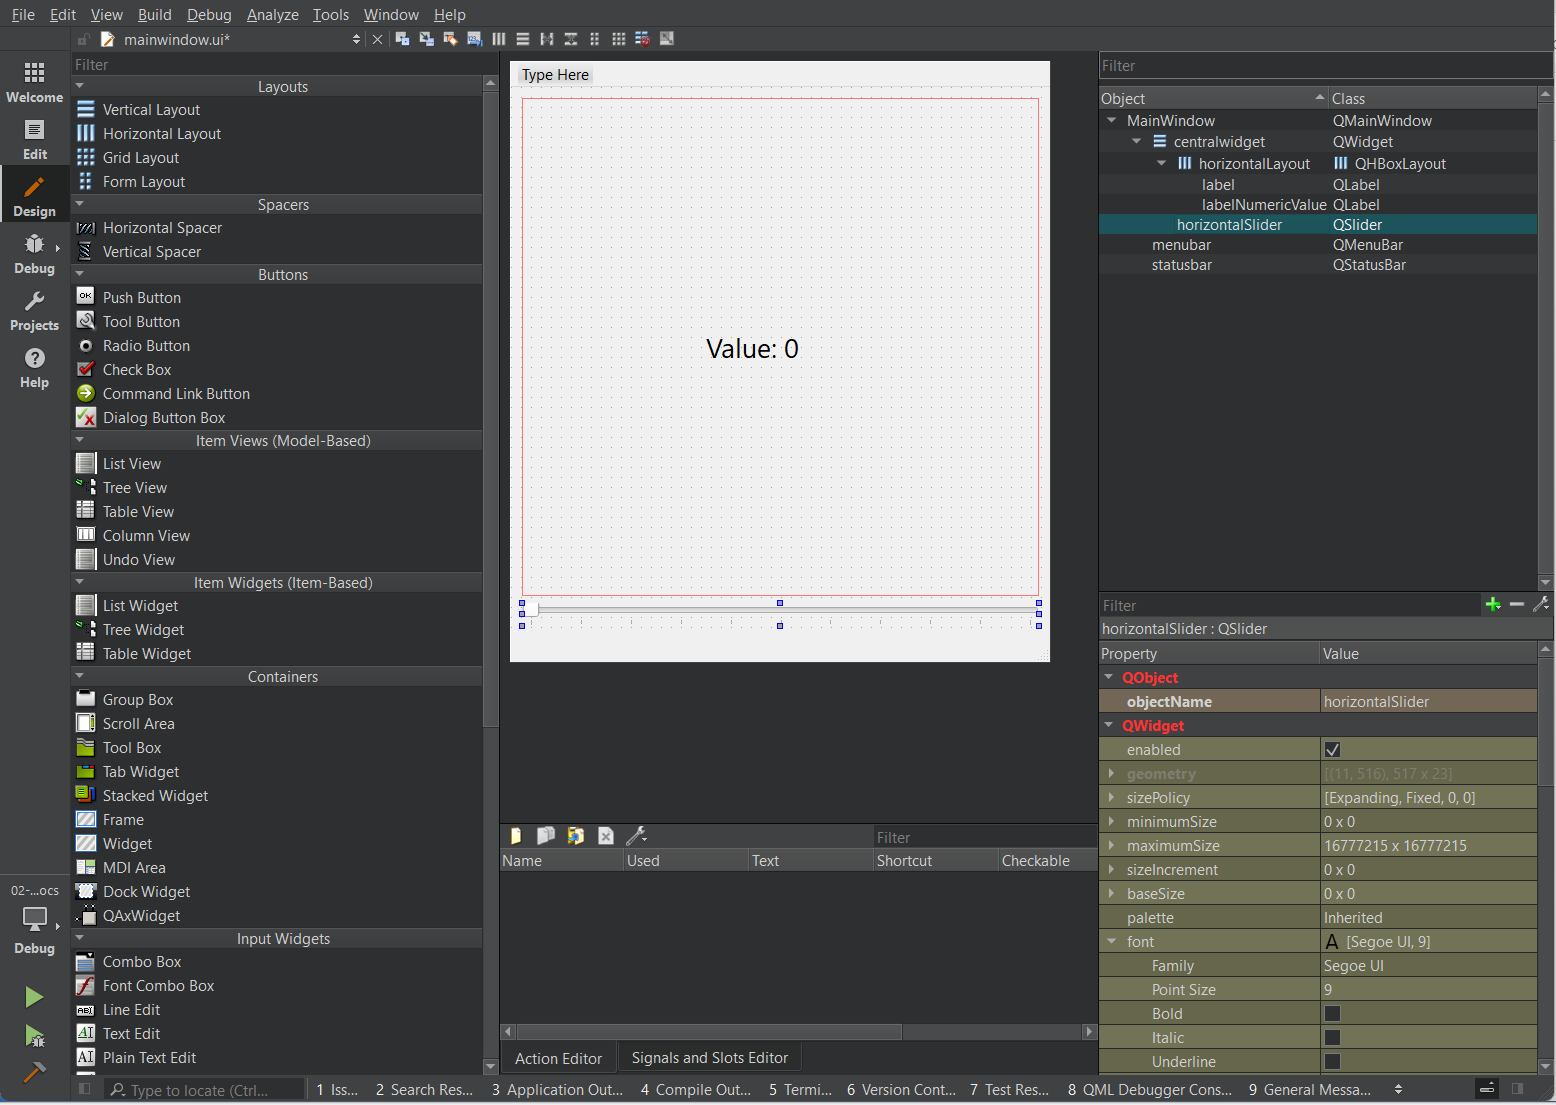 File Edit View Build Debug Analyze Tools Window Help
mainwindow.ui*
Welcome
Edit
Design
Debug
Projects
Help
02-...ocs
Debug
Filter
Layouts
Vertical Layout
Horizontal Layout
Grid Layout
Form Layout
Spacers
Horizontal Spacer
Vertical Spacer
Buttons
Push Button
Tool Button
Radio Button
Check Box
Command Link Button
Dialog Button Box
Item Views (Model-Based)
List View
Tree View
Table View
Column View
Undo View
Item Widgets (Item-Based)
List Widget
Tree Widget
Table Widget
Containers
Group Box
Scroll Area
Tool Box
Tab Widget
Stacked Widget
Frame
Widget
MDI Area
Dock Widget
QAxWidget
Input Widgets
Combo Box
Font Combo Box
Line Edit
Text Edit
Plain Text Edit
Type Here
Value: 0
Filter
Name Used Text Shortcut Checkable
Action Editor Signals and Slots Editor
Filter
Object Class
MainWindow QMainWindow
centralwidget QWidget
horizontalLayout QHBoxLayout
label QLabel
labelNumericValue QLabel
horizontalSlider QSlider
menubar QMenuBar
statusbar QStatusBar
Filter
horizontalSlider : QSlider
Property Value
QObject
objectName horizontalSlider
QWidget
enabled
geometry [(11, 516), 517 x 23]
sizePolicy [Expanding, Fixed, 0, 0]
minimumSize 0 x 0
maximumSize 16777215 x 16777215
sizeIncrement 0 x 0
baseSize 0 x 0
palette Inherited
font A [Segoe UI, 9]
Family Segoe UI
Point Size 9
Bold
Italic
Underline
Type to locate (Ctrl... 1 Iss... 2 Search Res... 3 Application Out... 4 Compile Out... 5 Termi... 6 Version Cont... 7 Test Res... 8 QML Debugger Cons... 9 General Messa...